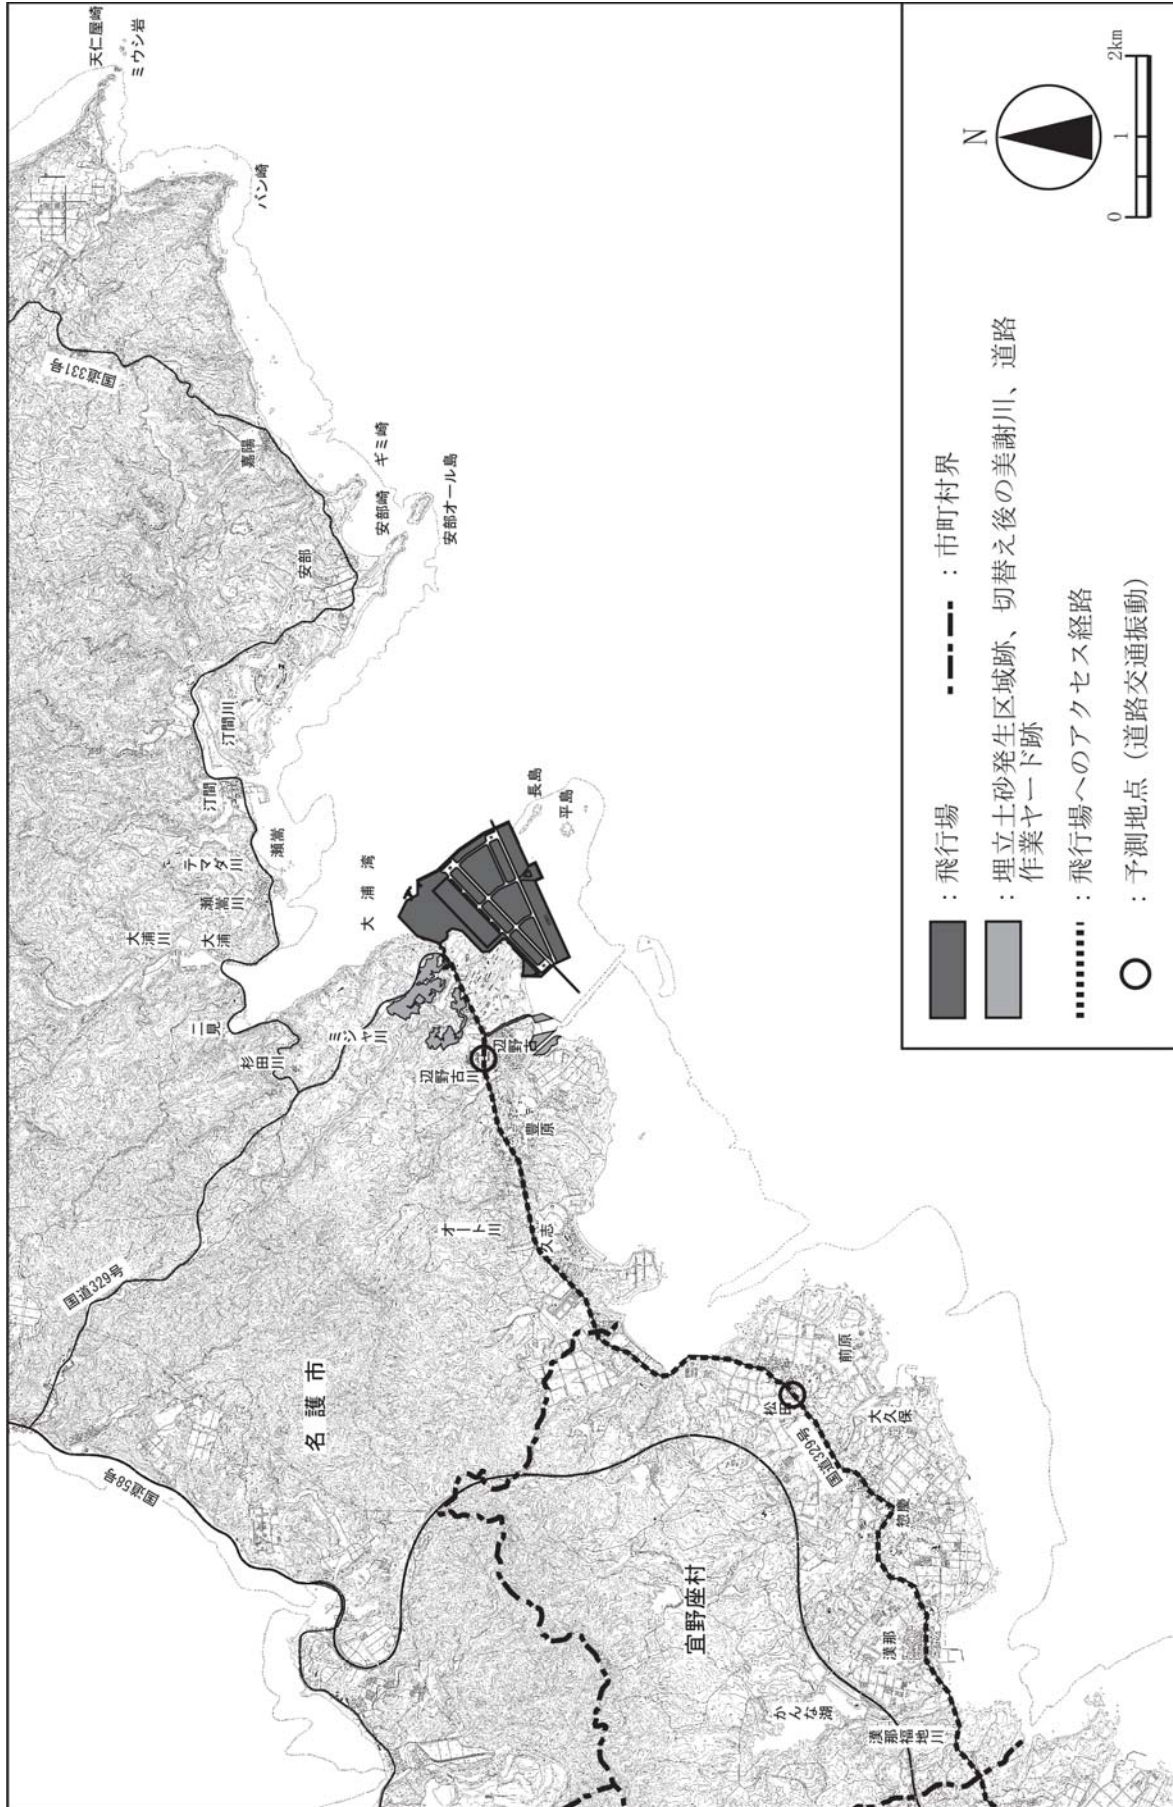 天仁屋崎
ミウシ岩
バン崎
国道331号
嘉陽
ギミ崎
安部崎
安部オール島
安部
汀間川
汀間
テマダ川
瀬嵩川
瀬嵩
大浦川
大浦
大浦湾
二見
杉田川
ミジャ川
長島
平島
辺野古
辺野古川
豊原
オート川
久志
国道329号
名護市
国道58号
松田
前原
大久保
国道329号
惣慶
宜野座村
漢那
かんな湖
漢那福地川
N
0 1 2km
：飛行場
：市町村界
：埋立土砂発生区域跡、切替え後の美謝川、道路
作業ヤード跡
：飛行場へのアクセス経路
：予測地点（道路交通振動）